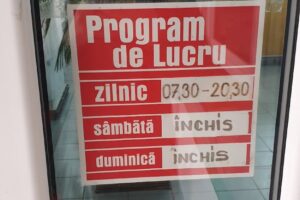 Program
de Lucru
zilnic 07,30-20,30
sâmbătă ÎNCHIS
duminică ÎNCHIS